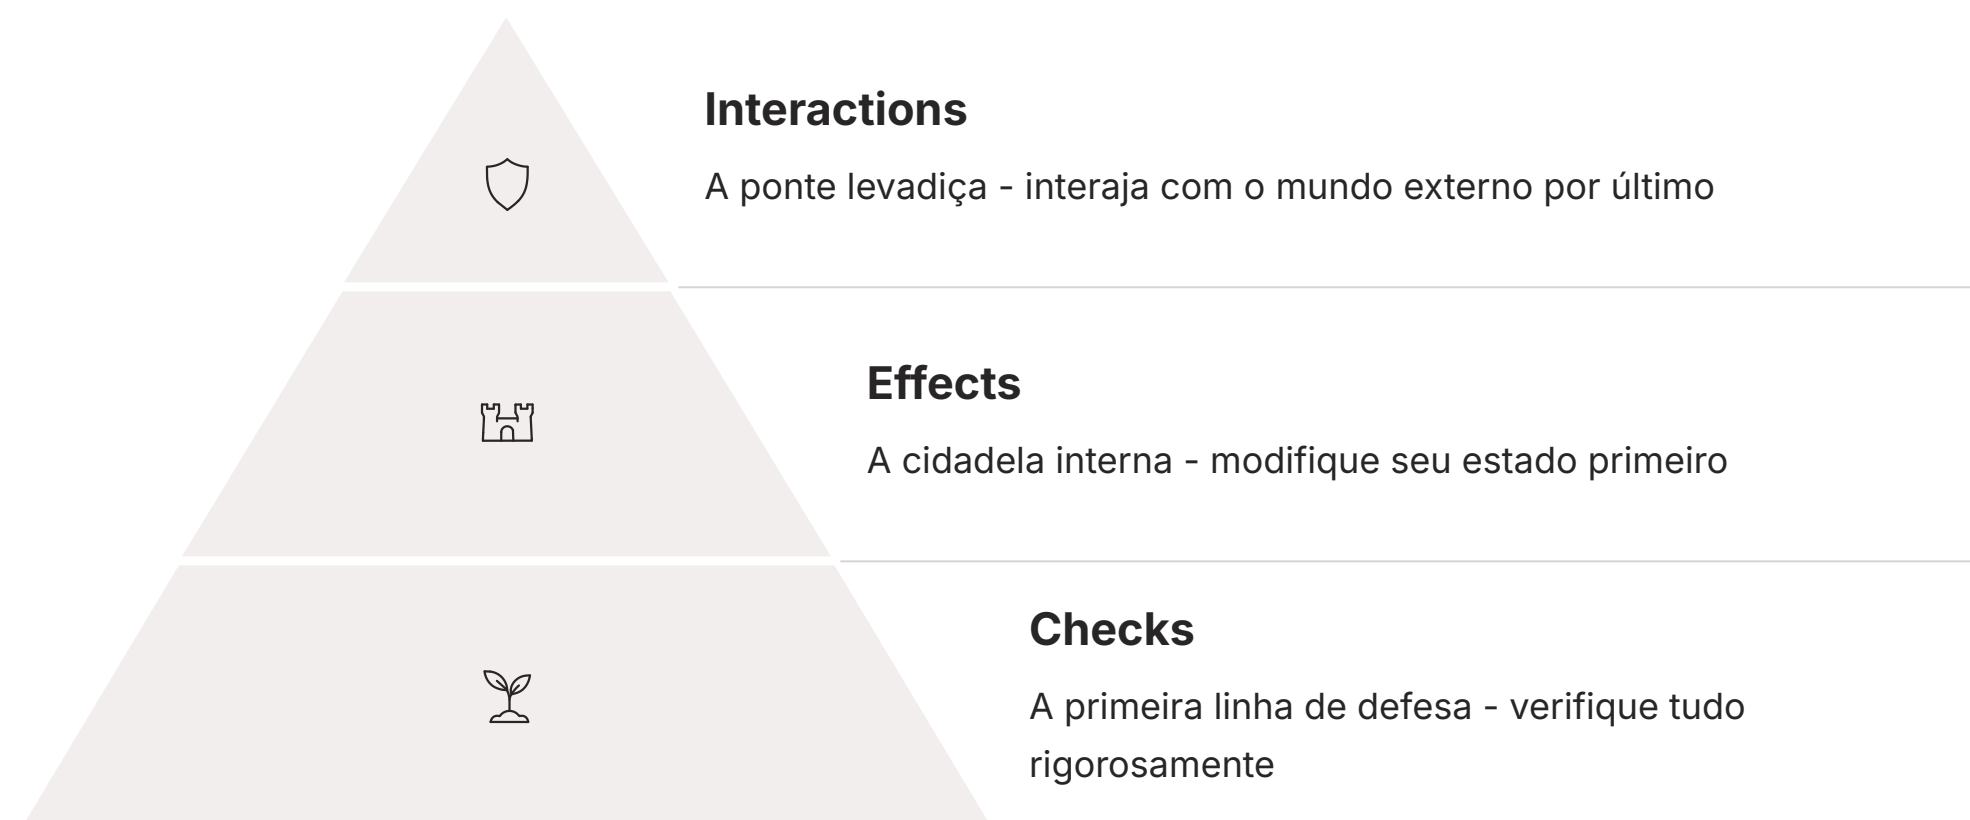 Interactions
A ponte levadiça - interaja com o mundo externo por último
Effects
A cidadela interna - modifique seu estado primeiro
Checks
A primeira linha de defesa - verifique tudo
rigorosamente